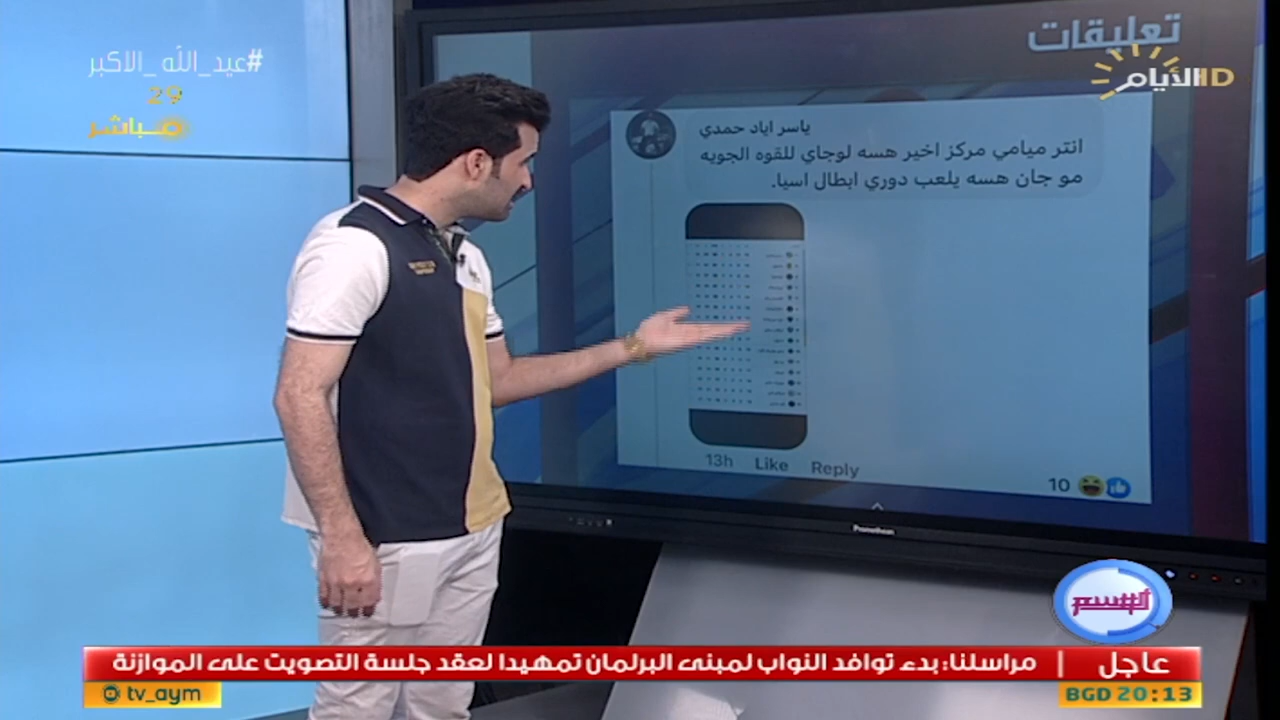 تعليقات
الأيام HD
#عيد_الله_الاكبر
29
مباشر
ياسر اياد حمدي
انتر ميامي مركز اخير هسه لوجاي للقوه الجويه
مو جان هسه يلعب دوري ابطال اسيا.
13h Like Reply
10
Promethean
عاجل | مراسلنا: بدء توافد النواب لمبنى البرلمان تمهيدا لعقد جلسة التصويت على الموازنة
tv_aym
BGD 20:13